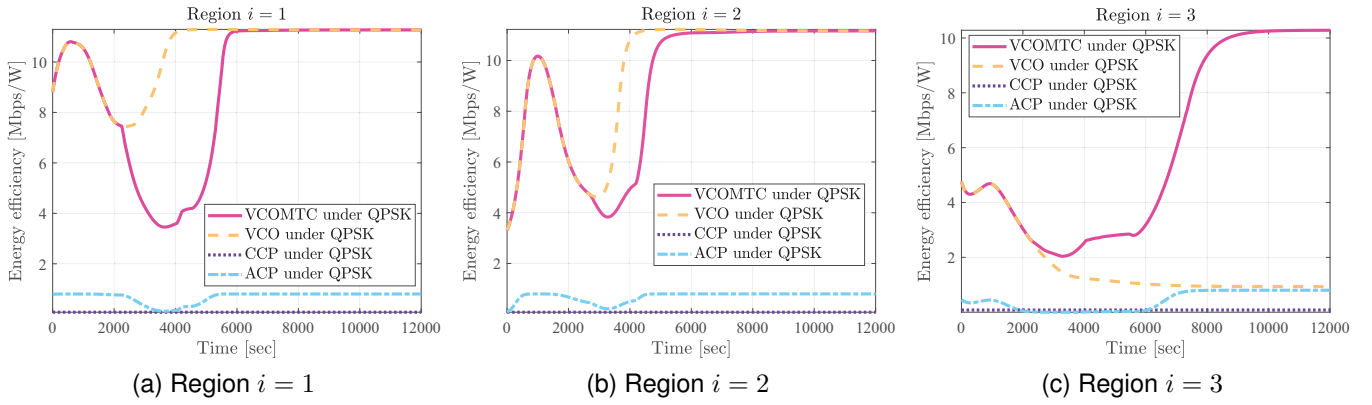 Region i = 1
Energy efficiency [Mbps/W]
10
8
6
4
2
VCOMTC under QPSK
VCO under QPSK
CCP under QPSK
ACP under QPSK
0 2000 4000 6000 8000 10000 12000
Time [sec]
(a) Region i = 1
Region i = 2
Energy efficiency [Mbps/W]
10
8
6
4
2
VCOMTC under QPSK
VCO under QPSK
CCP under QPSK
ACP under QPSK
0 2000 4000 6000 8000 10000 12000
Time [sec]
(b) Region i = 2
Region i = 3
Energy efficiency [Mbps/W]
10
8
6
4
2
VCOMTC under QPSK
VCO under QPSK
CCP under QPSK
ACP under QPSK
0 2000 4000 6000 8000 10000 12000
Time [sec]
(c) Region i = 3